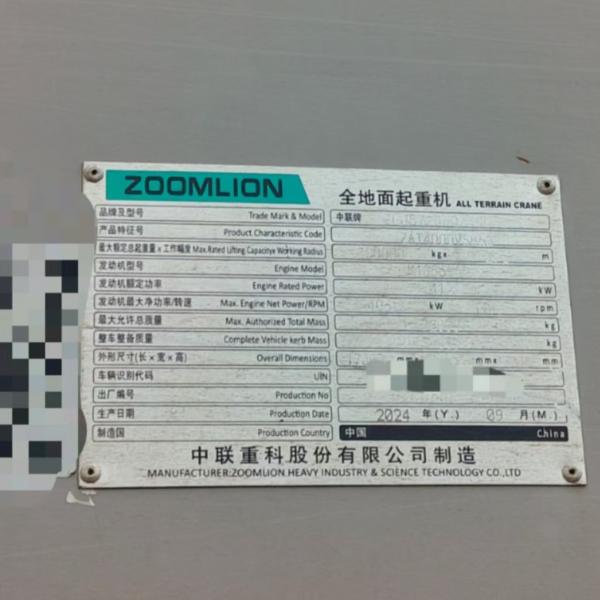 ZOOMLION 全地面起重机 ALL TERRAIN CRANE
品牌及型号 Trade Mark & Model 中联牌
产品特征号 Product Characteristic Code
最大额定总起重量×工作幅度 Max.Rated Lifting Capacity× Working Radius kg× m
发动机型号 Engine Model
发动机额定功率 Engine Rated Power kW
发动机最大净功率/转速 Max. Engine Net Power/RPM kW rpm
最大允许总质量 Max. Authorized Total Mass kg
整车整备质量 Complete Vehicle kerb Mass kg
外形尺寸(长×宽×高) Overall Dimensions mm× mm× mm
车辆识别代码 UIN
出厂编号 Production No
生产日期 Production Date 2024 年(Y.) 09 月(M.)
制造国 Production Country 中国 China
中联重科股份有限公司制造
MANUFACTURER:ZOOMLION HEAVY INDUSTRY & SCIENCE TECHNOLOGY CO.,LTD